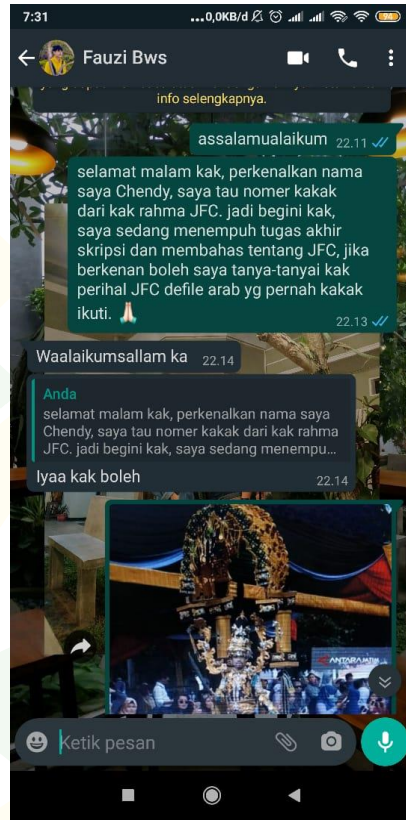 7:31
...0,0KB/d
94
Fauzi Bws
info selengkapnya.
assalamualaikum 22.11
selamat malam kak, perkenalkan nama
saya Chendy, saya tau nomer kakak
dari kak rahma JFC. jadi begini kak,
saya sedang menempuh tugas akhir
skripsi dan membahas tentang JFC, jika
berkenan boleh saya tanya-tanyai kak
perihal JFC defile arab yg pernah kakak
ikuti. 🙏🏻
22.13
Waalaikumsallam ka 22.14
Anda
selamat malam kak, perkenalkan nama saya
Chendy, saya tau nomer kakak dari kak rahma
JFC. jadi begini kak, saya sedang menempu...
Iyaa kak boleh
22.14
Ketik pesan